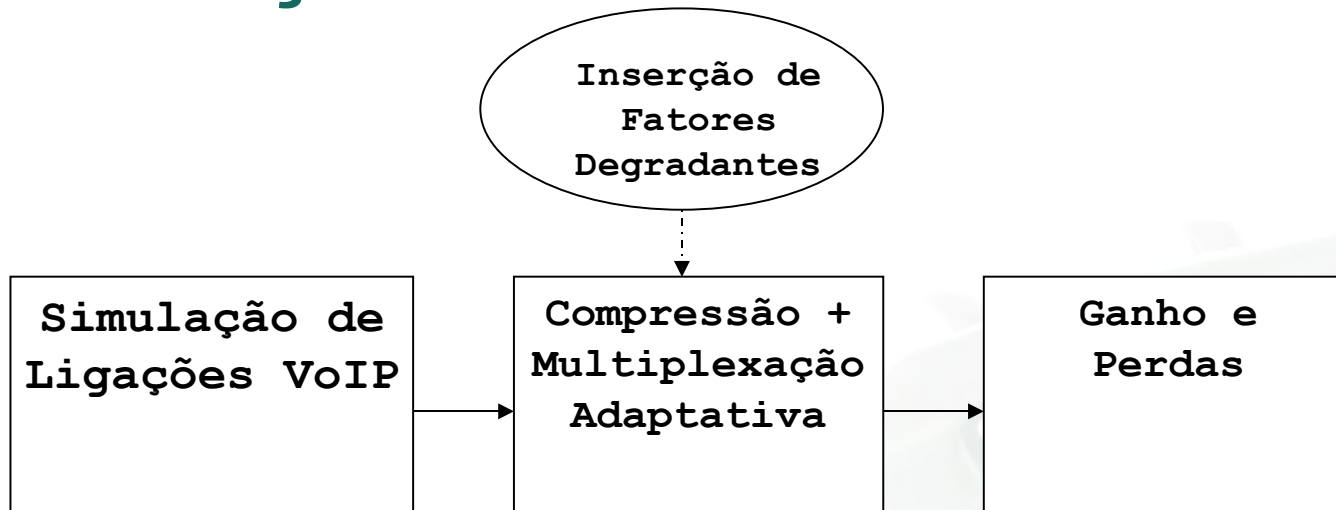 Inserção de
Fatores
Degradantes
Simulação de
Ligações VoIP
Compressão +
Multiplexação
Adaptativa
Ganho e
Perdas